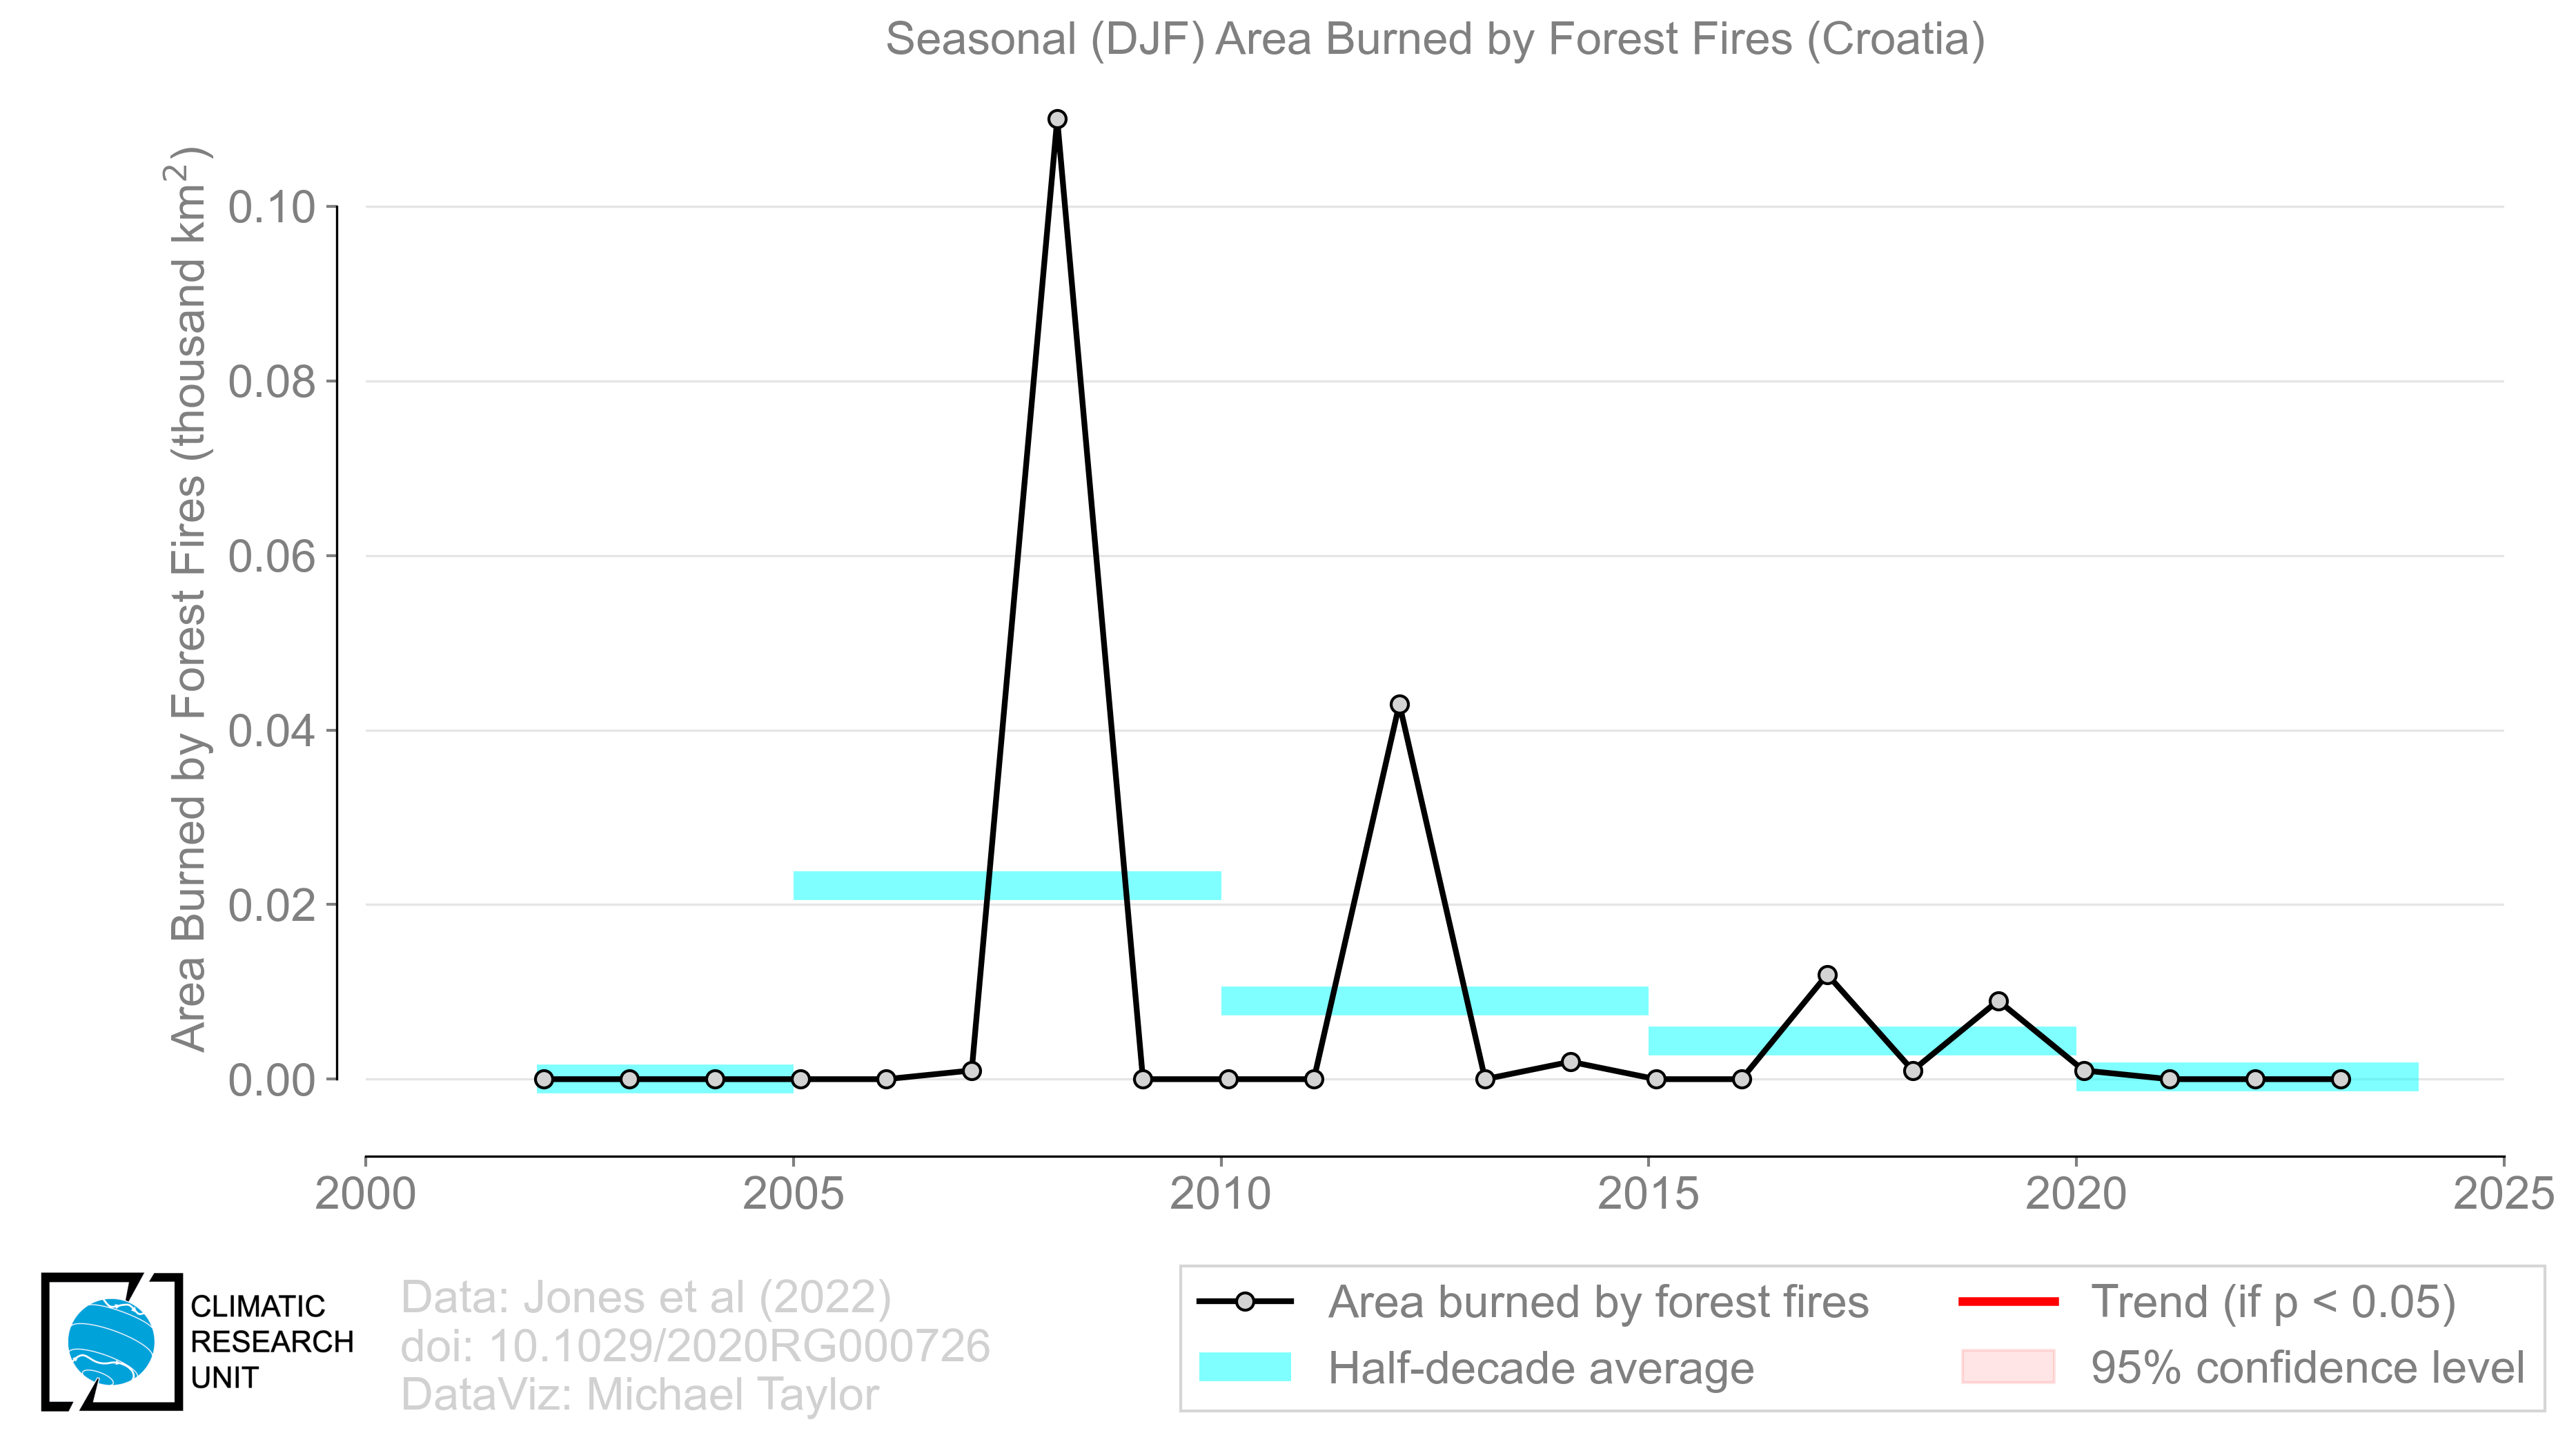 Seasonal (DJF) Area Burned by Forest Fires (Croatia)
Area Burned by Forest Fires (thousand km²)
0.10
0.08
0.06
0.04
0.02
0.00
2000 2005 2010 2015 2020 2025
CLIMATIC
RESEARCH
UNIT
Data: Jones et al (2022)
doi: 10.1029/2020RG000726
DataViz: Michael Taylor
Area burned by forest fires
Half-decade average
Trend (if p < 0.05)
95% confidence level